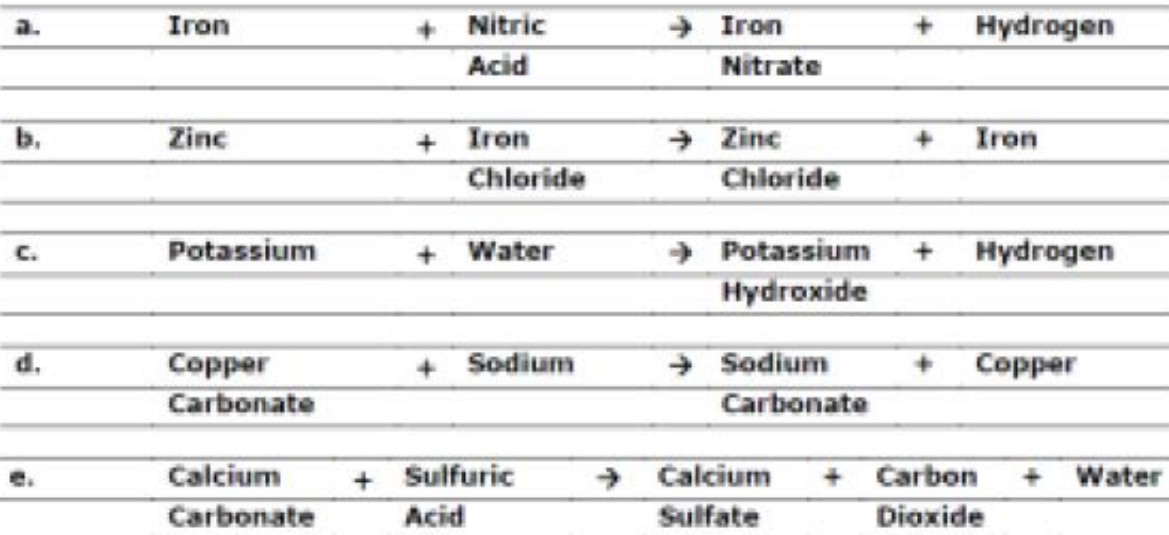 a. Iron + Nitric → Iron + Hydrogen
Acid Nitrate
b. Zinc + Iron → Zinc + Iron
Chloride Chloride
c. Potassium + Water → Potassium + Hydrogen
Hydroxide
d. Copper + Sodium → Sodium + Copper
Carbonate Carbonate
e. Calcium + Sulfuric → Calcium + Carbon + Water
Carbonate Acid Sulfate Dioxide